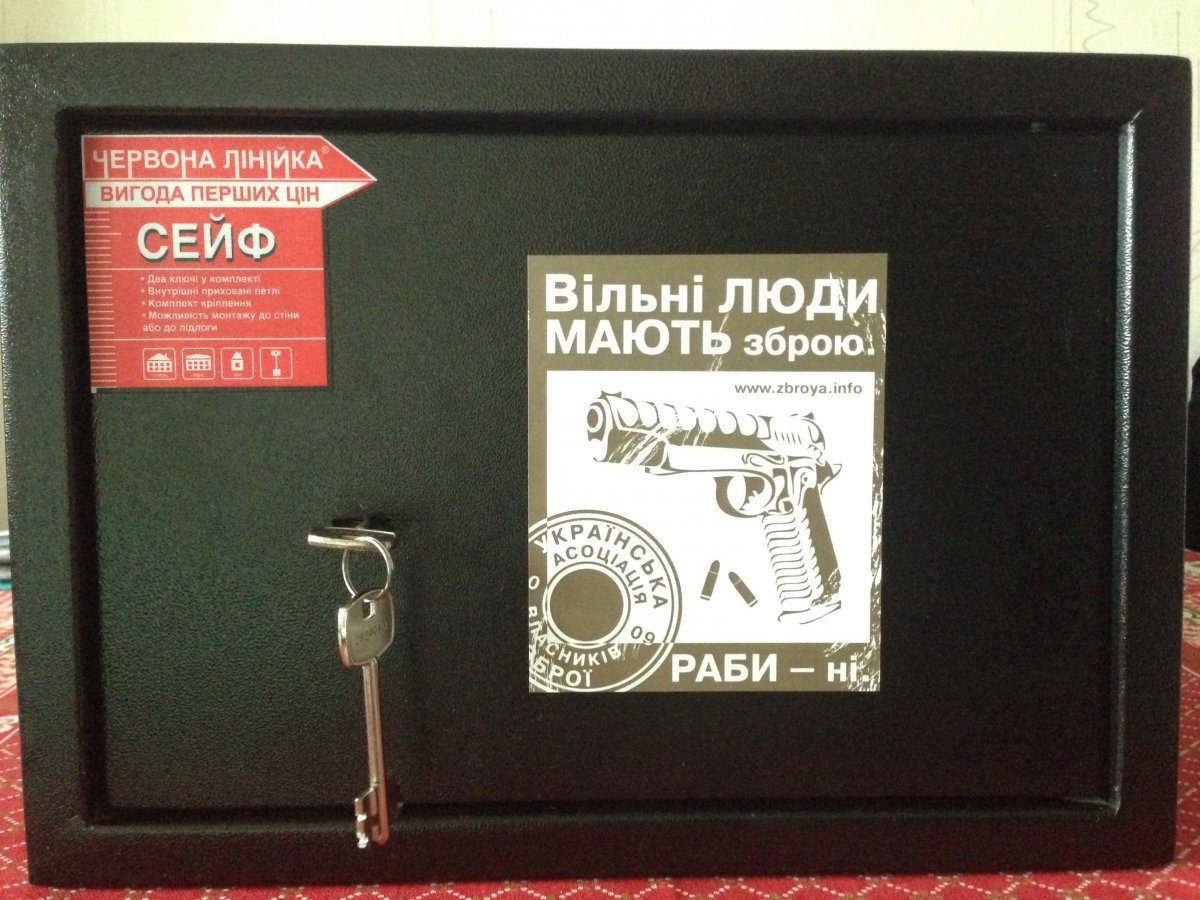 ЧЕРВОНА ЛІНІЙКА®
ВИГОДА ПЕРШИХ ЦІН
СЕЙФ
• Два ключі у комплекті
• Внутрішні приховані петлі
• Комплект кріплення
• Можливість монтажу до стіни
або до підлоги
Вільні ЛЮДИ
МАЮТЬ зброю.
www.zbroya.info
УКРАЇНСЬКА
АСОЦІАЦІЯ
09
ВЛАСНИКІВ
ЗБРОЇ
РАБИ – ні.